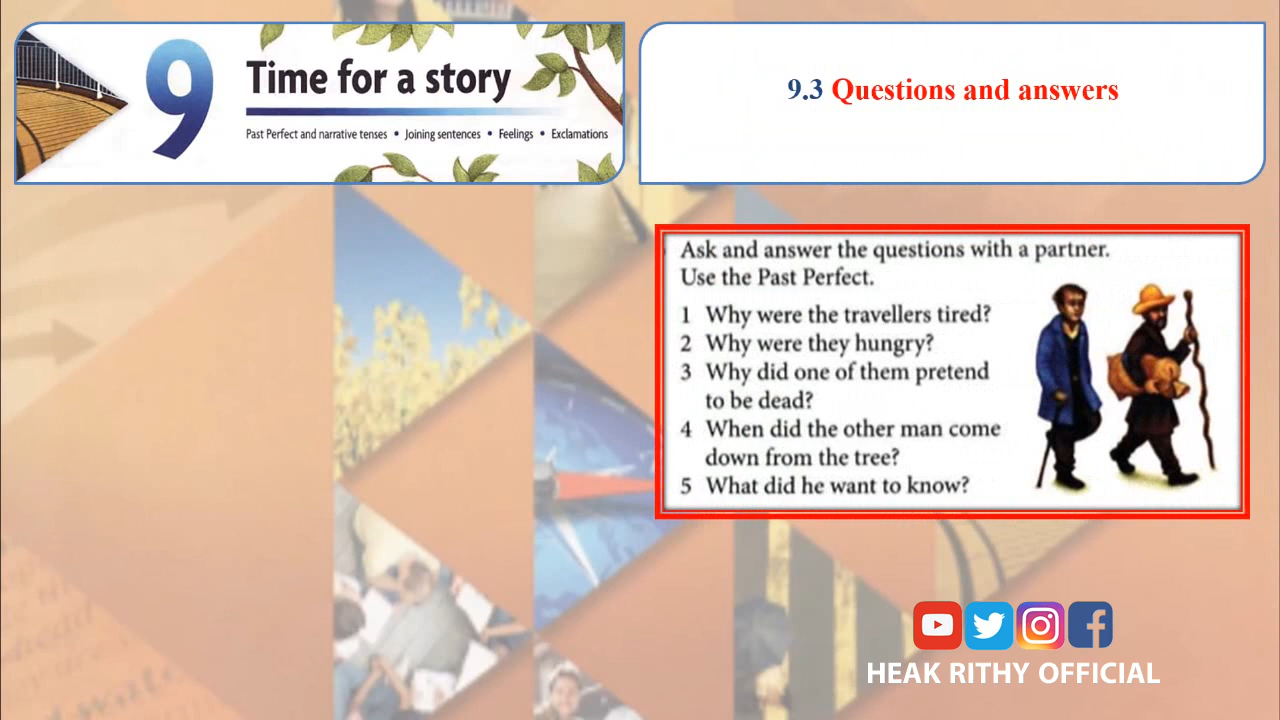 9
Time for a story
Past Perfect and narrative tenses • Joining sentences • Feelings • Exclamations
9.3 Questions and answers
Ask and answer the questions with a partner.
Use the Past Perfect.
1 Why were the travellers tired?
2 Why were they hungry?
3 Why did one of them pretend
to be dead?
4 When did the other man come
down from the tree?
5 What did he want to know?
HEAK RITHY OFFICIAL